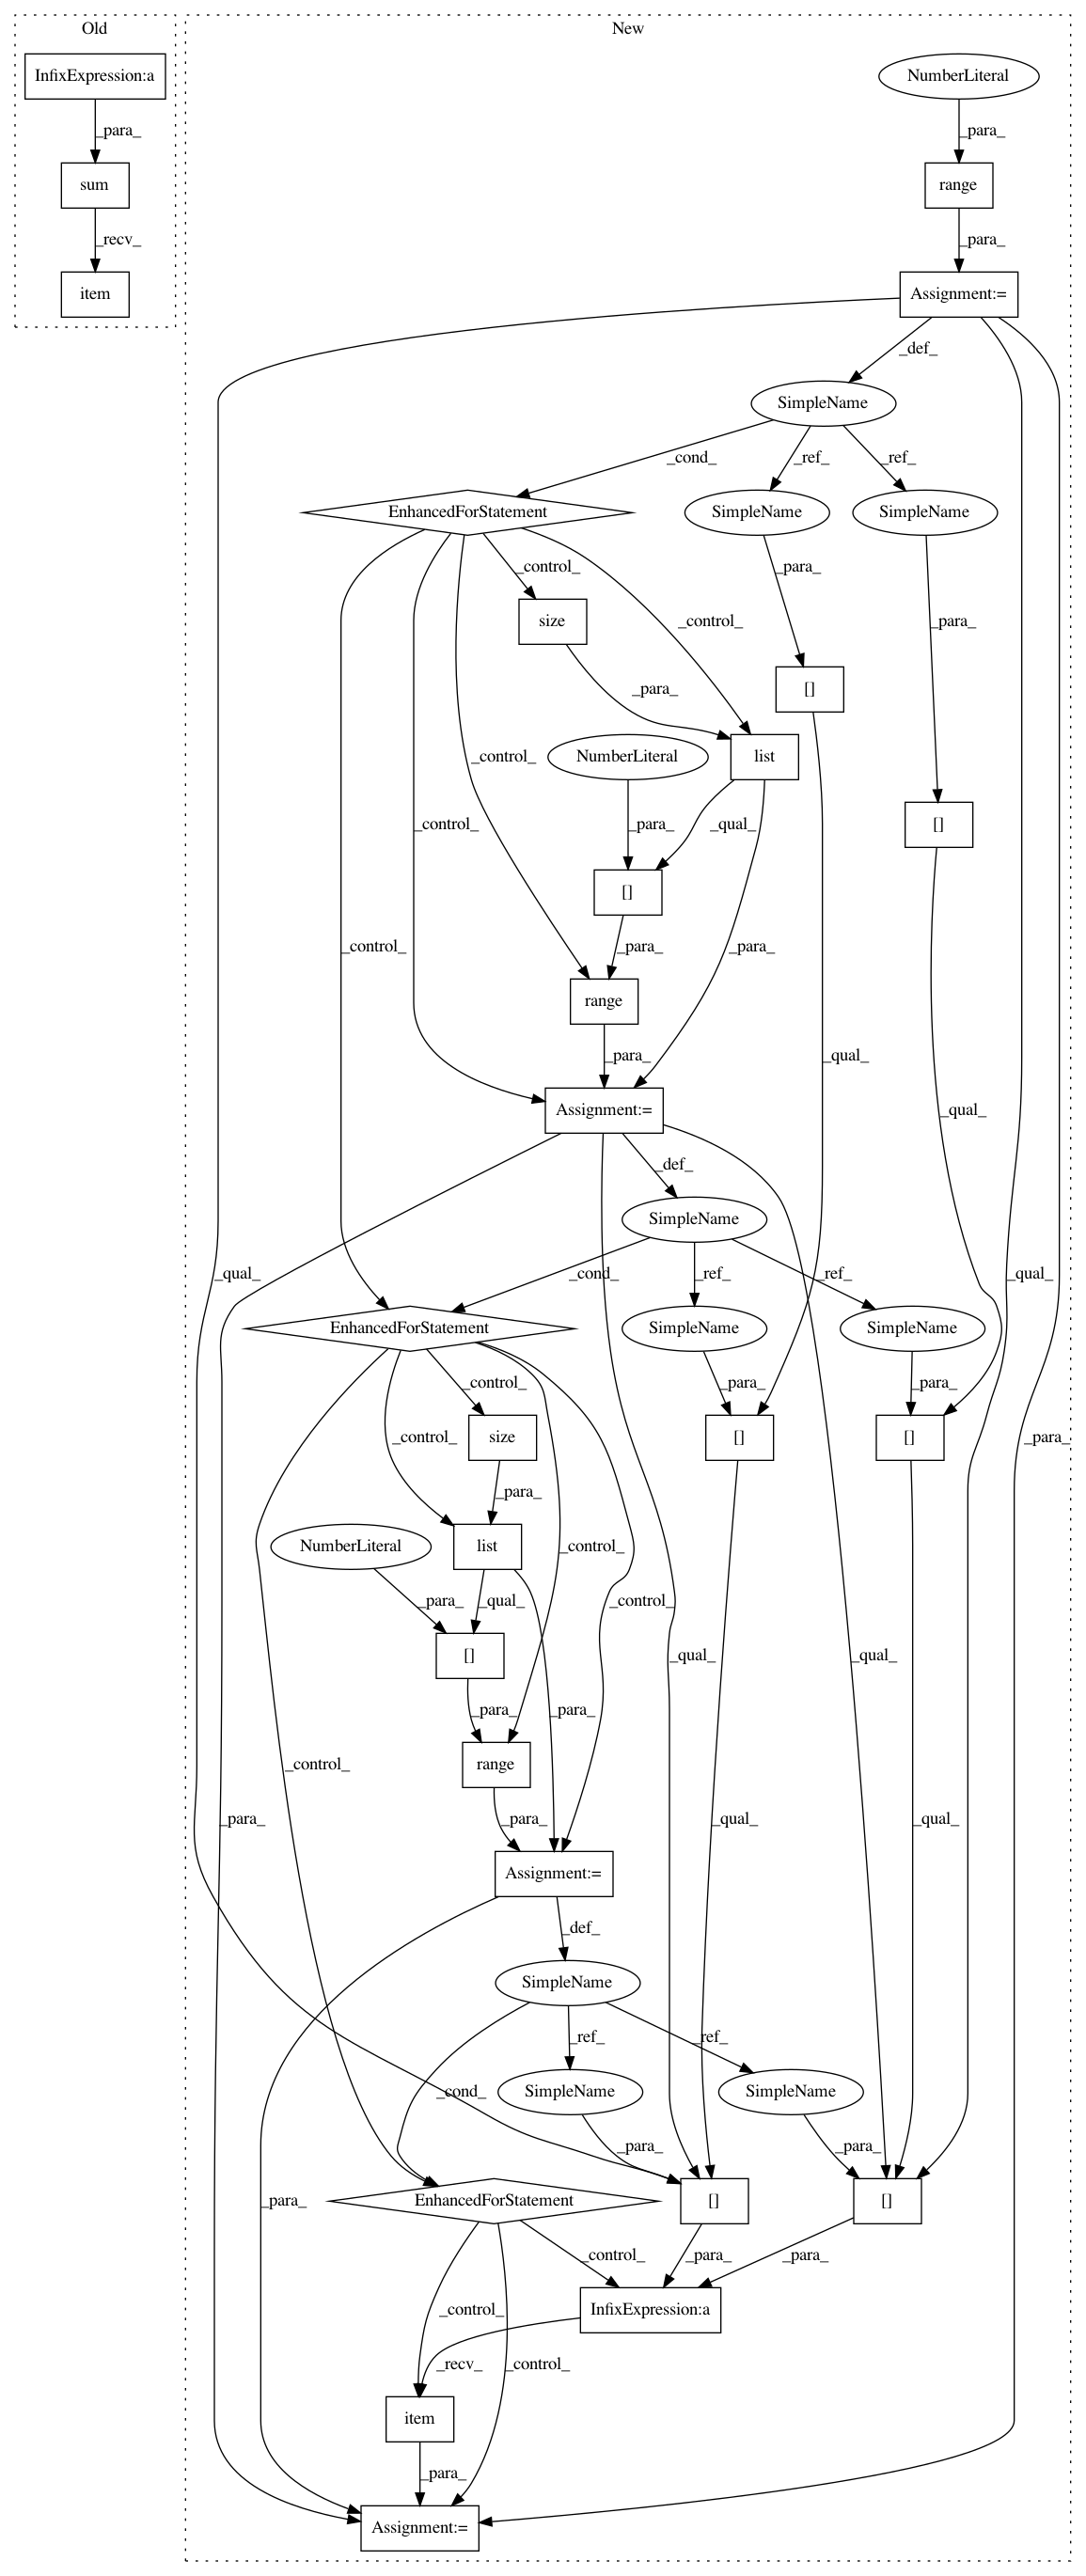 Old
New
InfixExpression:a
NumberLiteral
_para_
_para_
sum
range
_recv_
_para_
item
Assignment:=
_def_
SimpleName
_cond_
_ref_
_ref_
EnhancedForStatement
SimpleName
SimpleName
_control_
_para_
size
_control_
_para_
[]
_para_
NumberLiteral
list
_control_
_control_
_para_
_qual_
[]
[]
_control_
_para_
_para_
range
_para_
_qual_
Assignment:=
_qual_
_def_
SimpleName
_qual_
_cond_
_ref_
_ref_
_qual_
EnhancedForStatement
SimpleName
SimpleName
_control_
_para_
_para_
size
[]
[]
_control_
_para_
_para_
NumberLiteral
list
_control_
_para_
_qual_
_control_
[]
_qual_
_qual_
_para_
_para_
_control_
range
_para_
_para_
_qual_
_qual_
Assignment:=
_def_
SimpleName
_cond_
_ref_
_ref_
SimpleName
SimpleName
_para_
_para_
_para_
EnhancedForStatement
[]
[]
_control_
_para_
_para_
_control_
InfixExpression:a
_recv_
_control_
item
_para_
Assignment:=